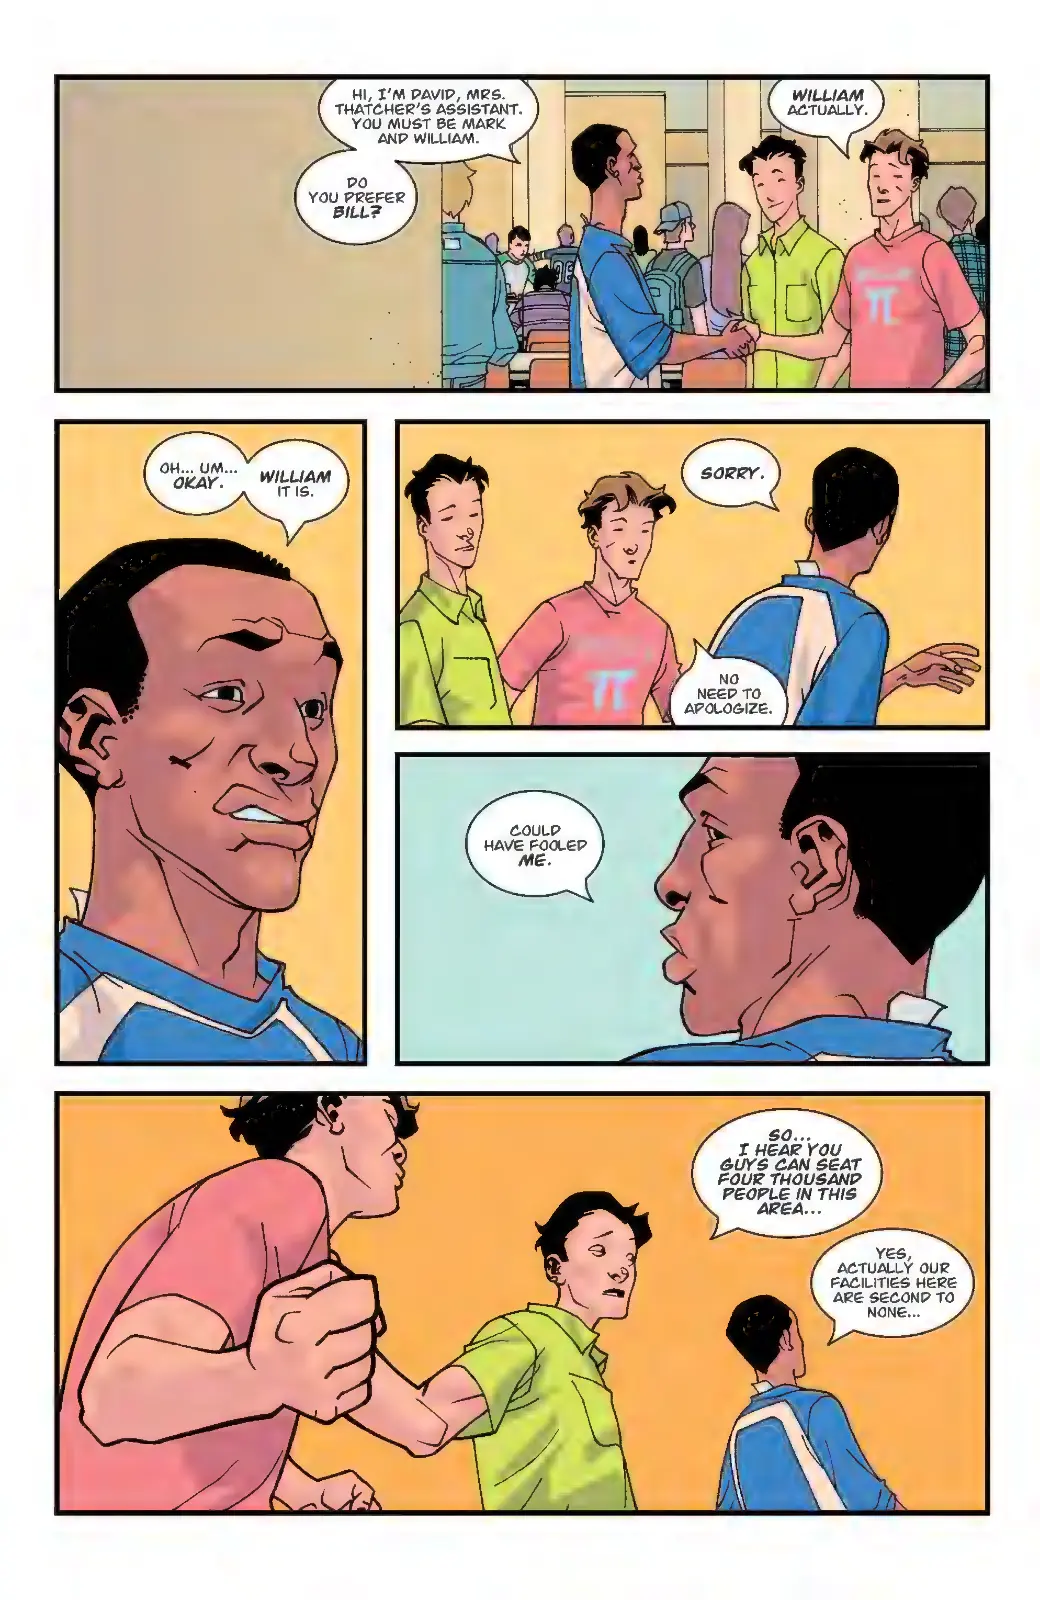 HI, I'M DAVID, MRS.
THATCHER'S ASSISTANT.
YOU MUST BE MARK
AND WILLIAM.
DO
YOU PREFER
BILL?
WILLIAM
ACTUALLY.
π
OH... UM...
OKAY.
WILLIAM
IT IS.
SORRY.
NO
NEED TO
APOLOGIZE.
π
COULD
HAVE FOOLED
ME.
SO...
I HEAR YOU
GUYS CAN SEAT
FOUR THOUSAND
PEOPLE IN THIS
AREA...
YES,
ACTUALLY OUR
FACILITIES HERE
ARE SECOND TO
NONE...